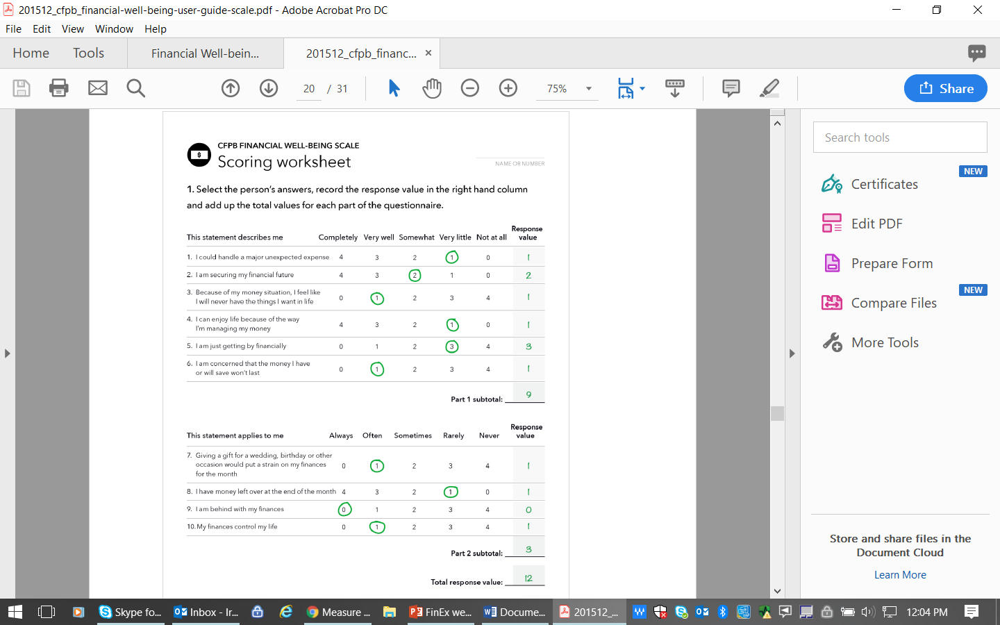 201512_cfpb_financial-well-being-user-guide-scale.pdf - Adobe Acrobat Pro DC
File Edit View Window Help
Home Tools Financial Well-bein... 201512_cfpb_financ... ×
20 / 31 75% Share
CFPB FINANCIAL WELL-BEING SCALE
Scoring worksheet
NAME OR NUMBER
1. Select the person's answers, record the response value in the right hand column
and add up the total values for each part of the questionnaire.
This statement describes me Completely Very well Somewhat Very little Not at all Response value
1. I could handle a major unexpected expense 4 3 2 1 0 1
2. I am securing my financial future 4 3 2 1 0 2
3. Because of my money situation, I feel like
I will never have the things I want in life 0 1 2 3 4 1
4. I can enjoy life because of the way
I'm managing my money 4 3 2 1 0 1
5. I am just getting by financially 0 1 2 3 4 3
6. I am concerned that the money I have
or will save won't last 0 1 2 3 4 1
Part 1 subtotal: 9
This statement applies to me Always Often Sometimes Rarely Never Response value
7. Giving a gift for a wedding, birthday or other
occasion would put a strain on my finances 0 1 2 3 4 1
for the month
8. I have money left over at the end of the month 4 3 2 1 0 1
9. I am behind with my finances 0 1 2 3 4 0
10. My finances control my life 0 1 2 3 4 1
Part 2 subtotal: 3
Total response value: 12
Search tools
Certificates NEW
Edit PDF
Prepare Form
Compare Files NEW
More Tools
Store and share files in the
Document Cloud
Learn More
Skype fo... Inbox - Ir... Measure ... FinEx we... Docume... 201512_... 12:04 PM